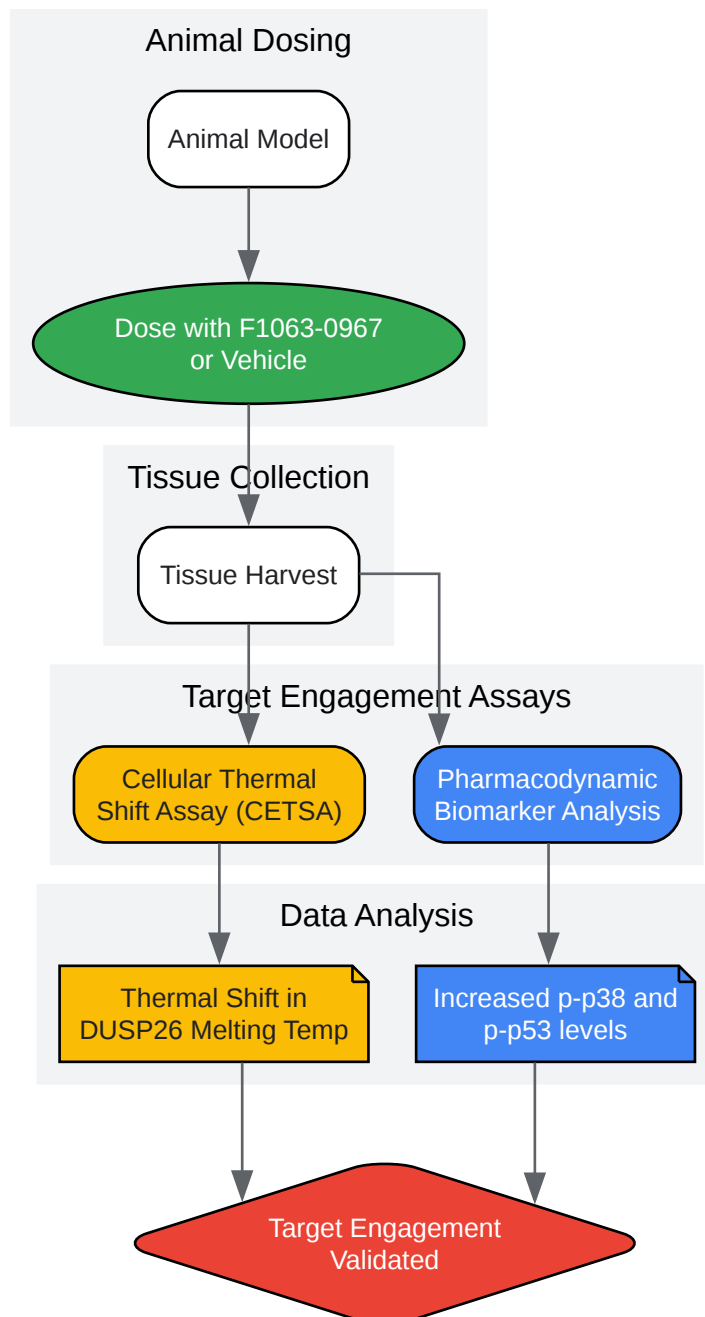 Animal Dosing
Animal Model
Dose with F1063-0967
or Vehicle
Tissue Collection
Tissue Harvest
Target Engagement Assays
Cellular Thermal
Shift Assay (CETSA)
Pharmacodynamic
Biomarker Analysis
Data Analysis
Thermal Shift in
DUSP26 Melting Temp
Increased p-p38 and
p-p53 levels
Target Engagement
Validated